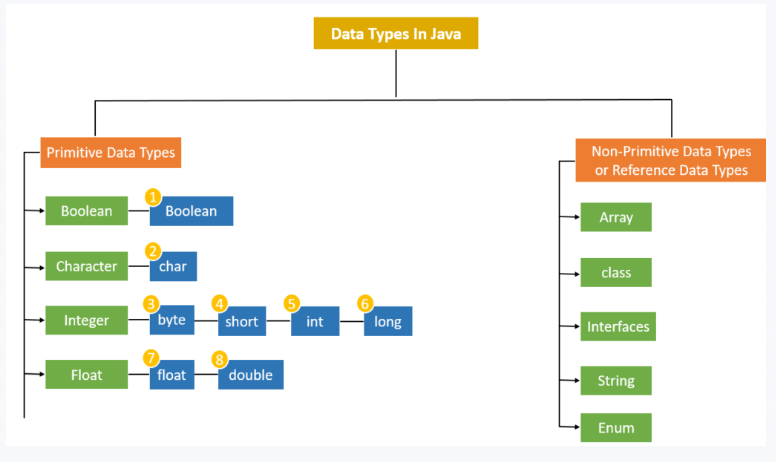 Data Types In Java
Primitive Data Types
Non-Primitive Data Types
or Reference Data Types
1
Boolean
Boolean
2
Character
char
3
4
5
6
Integer
byte
short
int
long
7
8
Float
float
double
Array
class
Interfaces
String
Enum